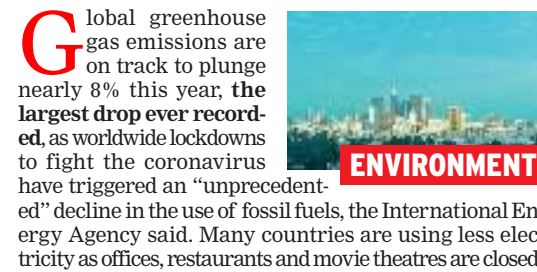 Global greenhouse
gas emissions are
on track to plunge
nearly 8% this year, the
largest drop ever record-
ed, as worldwide lockdowns
to fight the coronavirus
have triggered an “unprecedent-
ENVIRONMENT
ed” decline in the use of fossil fuels, the International En
ergy Agency said. Many countries are using less elec
tricity as offices, restaurants and movie theatres are closed